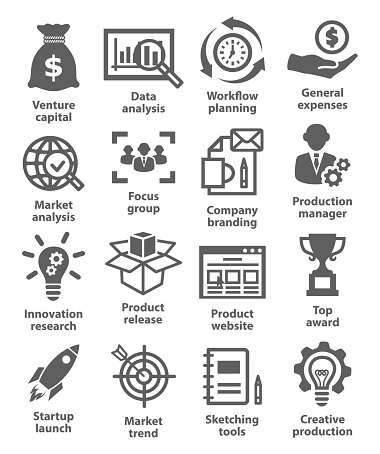 $
$
Venture
capital
Data
analysis
Workflow
planning
General
expenses
Market
analysis
Focus
group
Company
branding
Production
manager
Innovation
research
Product
release
Product
website
Top
award
Startup
launch
Market
trend
Sketching
tools
Creative
production